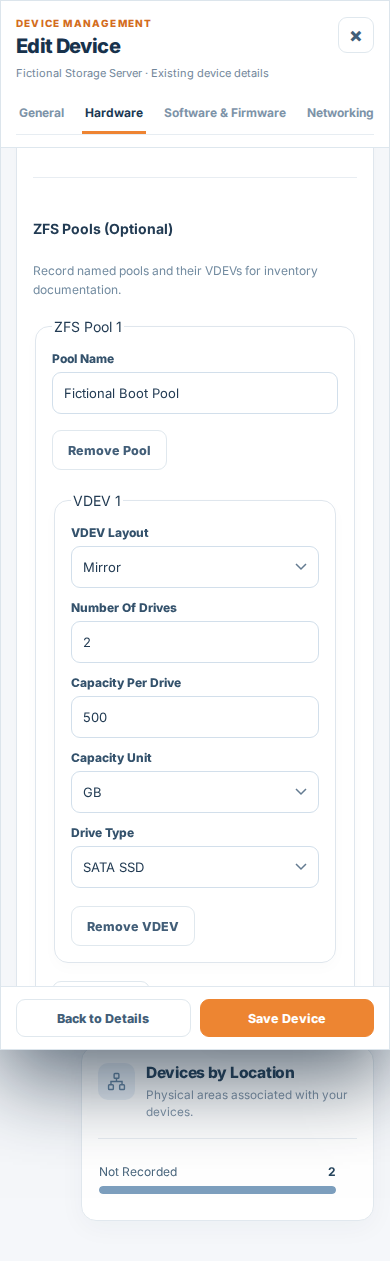 DEVICE MANAGEMENT
Edit Device
Fictional Storage Server · Existing device details
General Hardware Software & Firmware Networking
ZFS Pools (Optional)
Record named pools and their VDEVs for inventory
documentation.
ZFS Pool 1
Pool Name
Fictional Boot Pool
Remove Pool
VDEV 1
VDEV Layout
Mirror
Number Of Drives
2
Capacity Per Drive
500
Capacity Unit
GB
Drive Type
SATA SSD
Remove VDEV
Back to Details Save Device
Devices by Location
Physical areas associated with your
devices.
Not Recorded 2